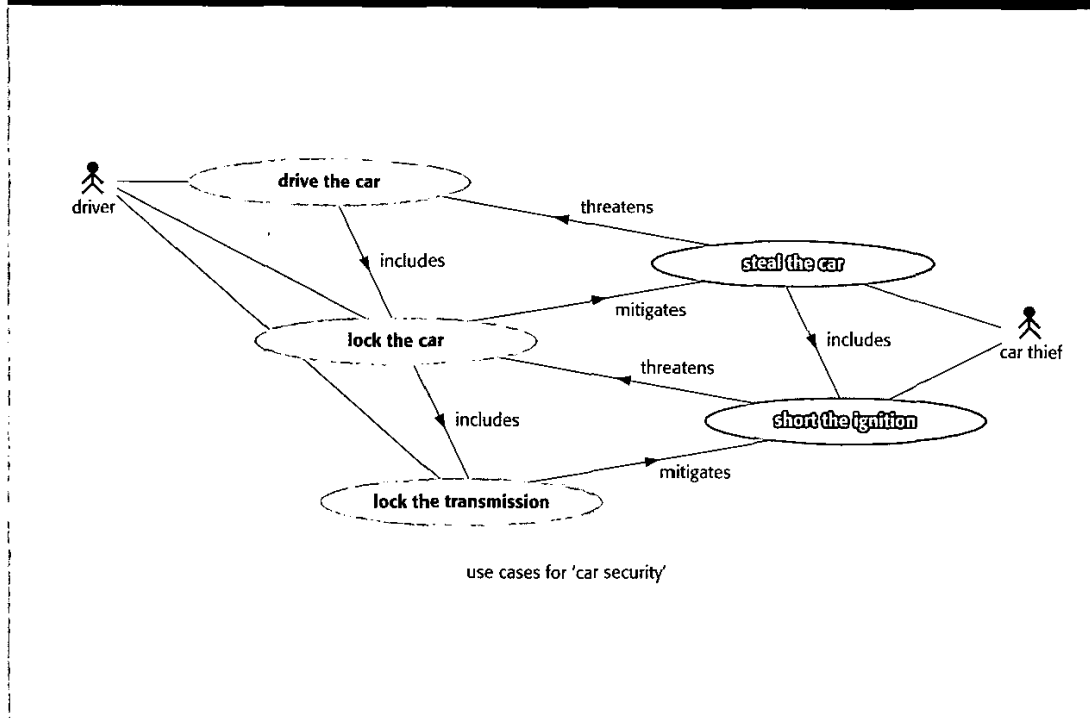 drive the car
driver
threatens
includes
steal the car
mitigates
lock the car
includes
car thief
threatens
includes
short the ignition
mitigates
lock the transmission
use cases for 'car security'